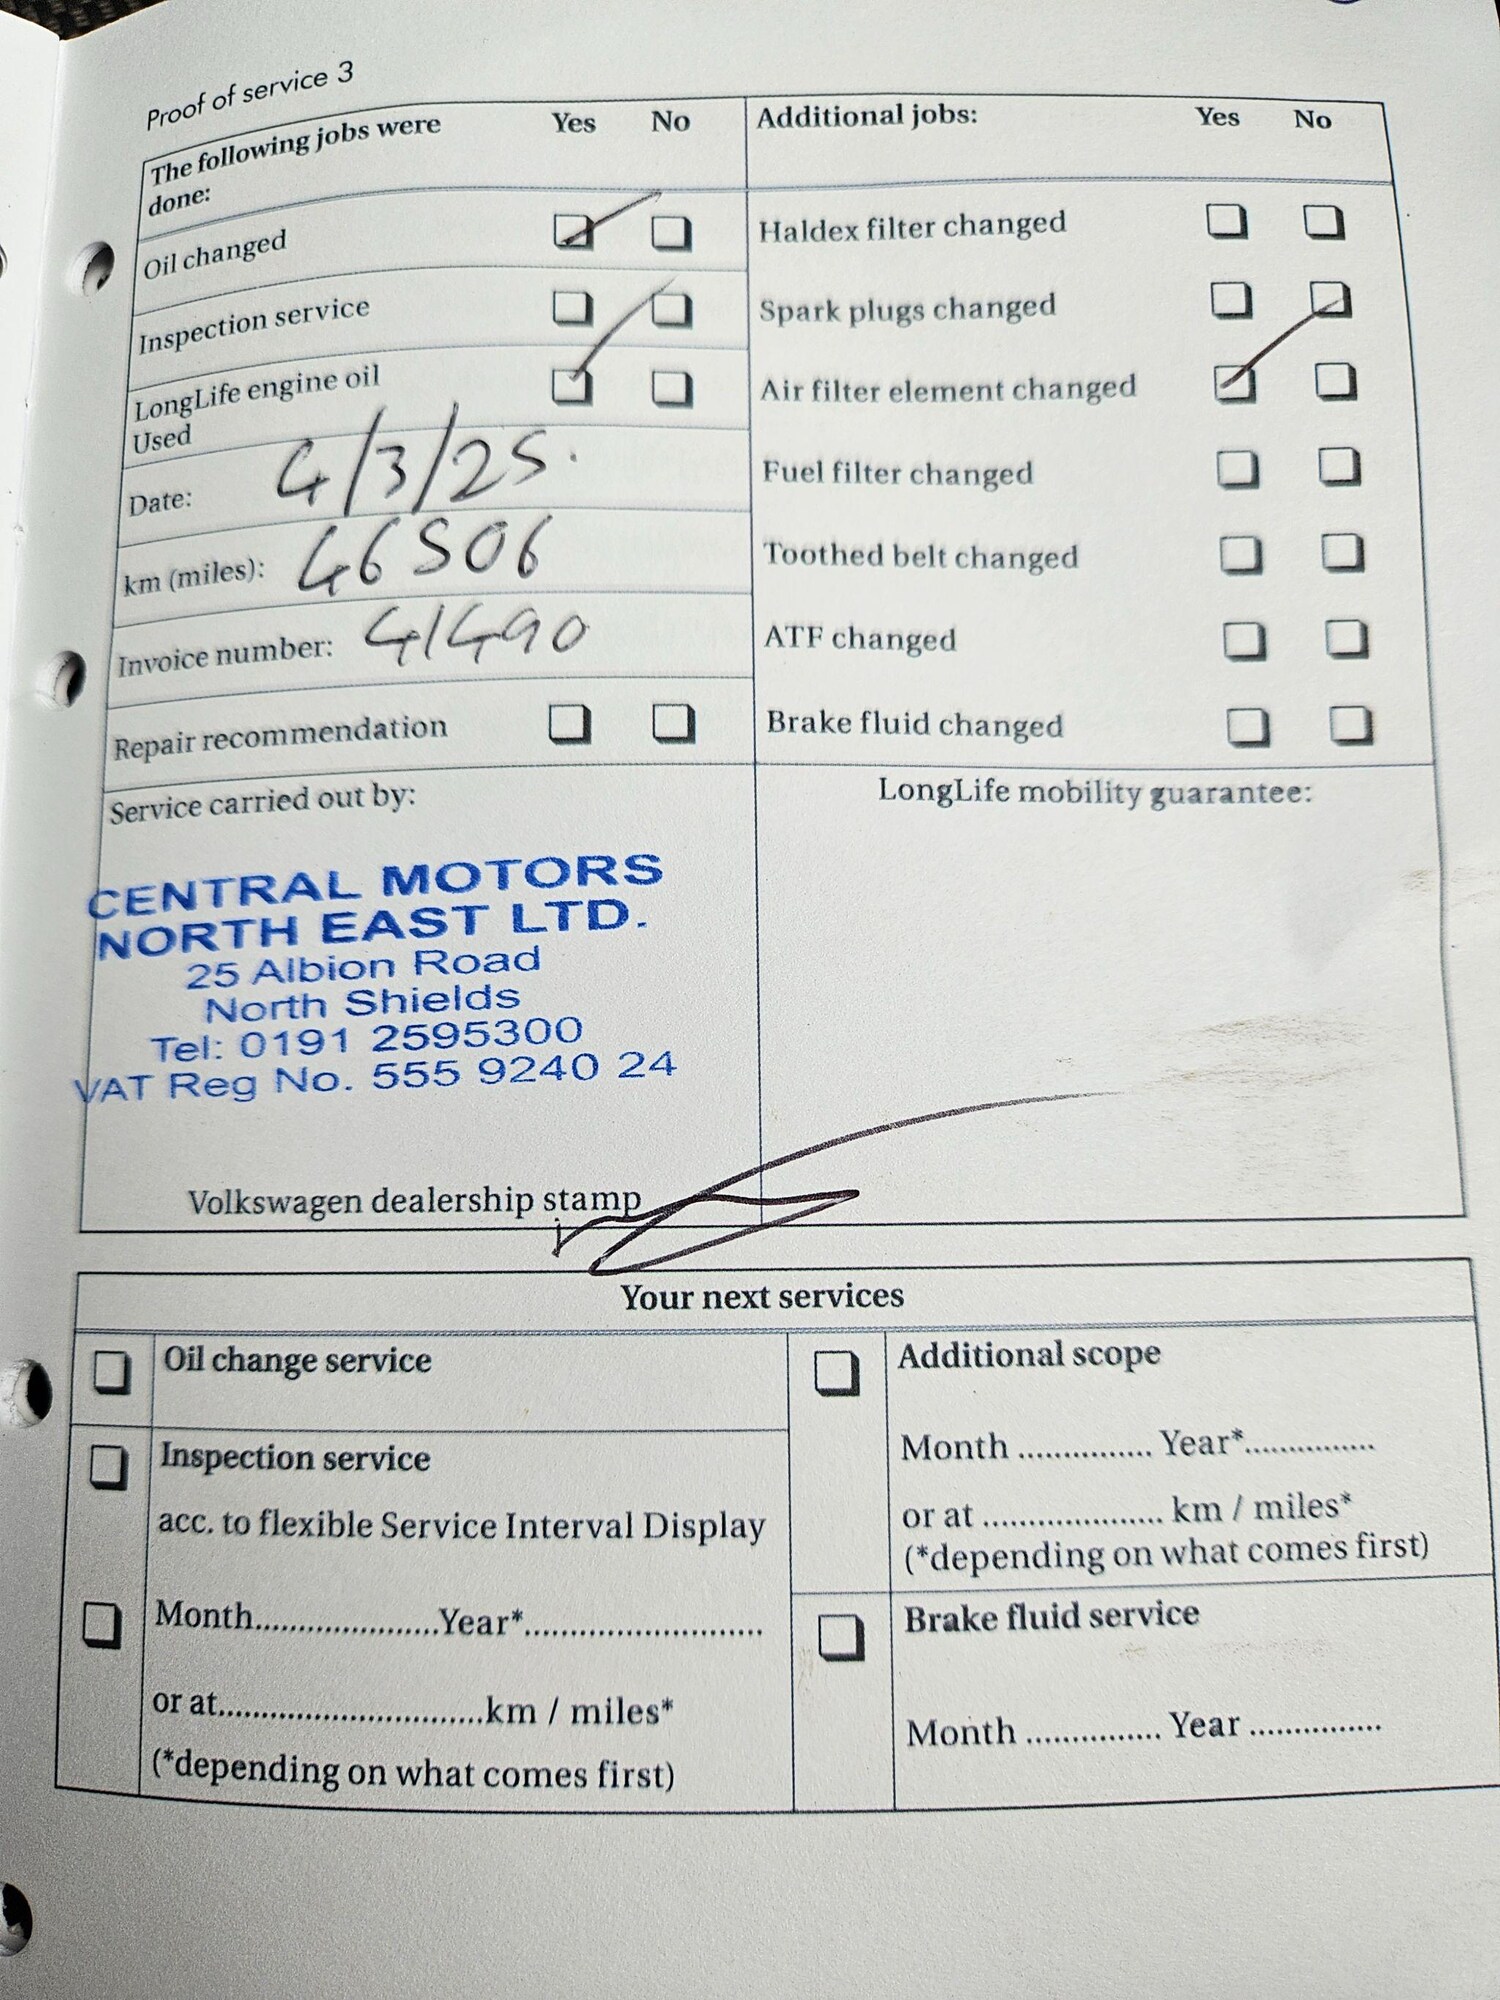 Proof of service 3
The following jobs were done: Yes No
Oil changed
Inspection service
LongLife engine oil Used
Date: 4/3/25.
km (miles): 46506
Invoice number: 41490
Repair recommendation
Additional jobs: Yes No
Haldex filter changed
Spark plugs changed
Air filter element changed
Fuel filter changed
Toothed belt changed
ATF changed
Brake fluid changed
Service carried out by:
CENTRAL MOTORS
NORTH EAST LTD.
25 Albion Road
North Shields
Tel: 0191 2595300
VAT Reg No. 555 9240 24
Volkswagen dealership stamp
LongLife mobility guarantee:
Your next services
Oil change service
Inspection service
acc. to flexible Service Interval Display
Month.....................Year*............................
or at...............................km / miles*
(*depending on what comes first)
Additional scope
Month ................ Year*...............
or at ..................... km / miles*
(*depending on what comes first)
Brake fluid service
Month ................ Year ................